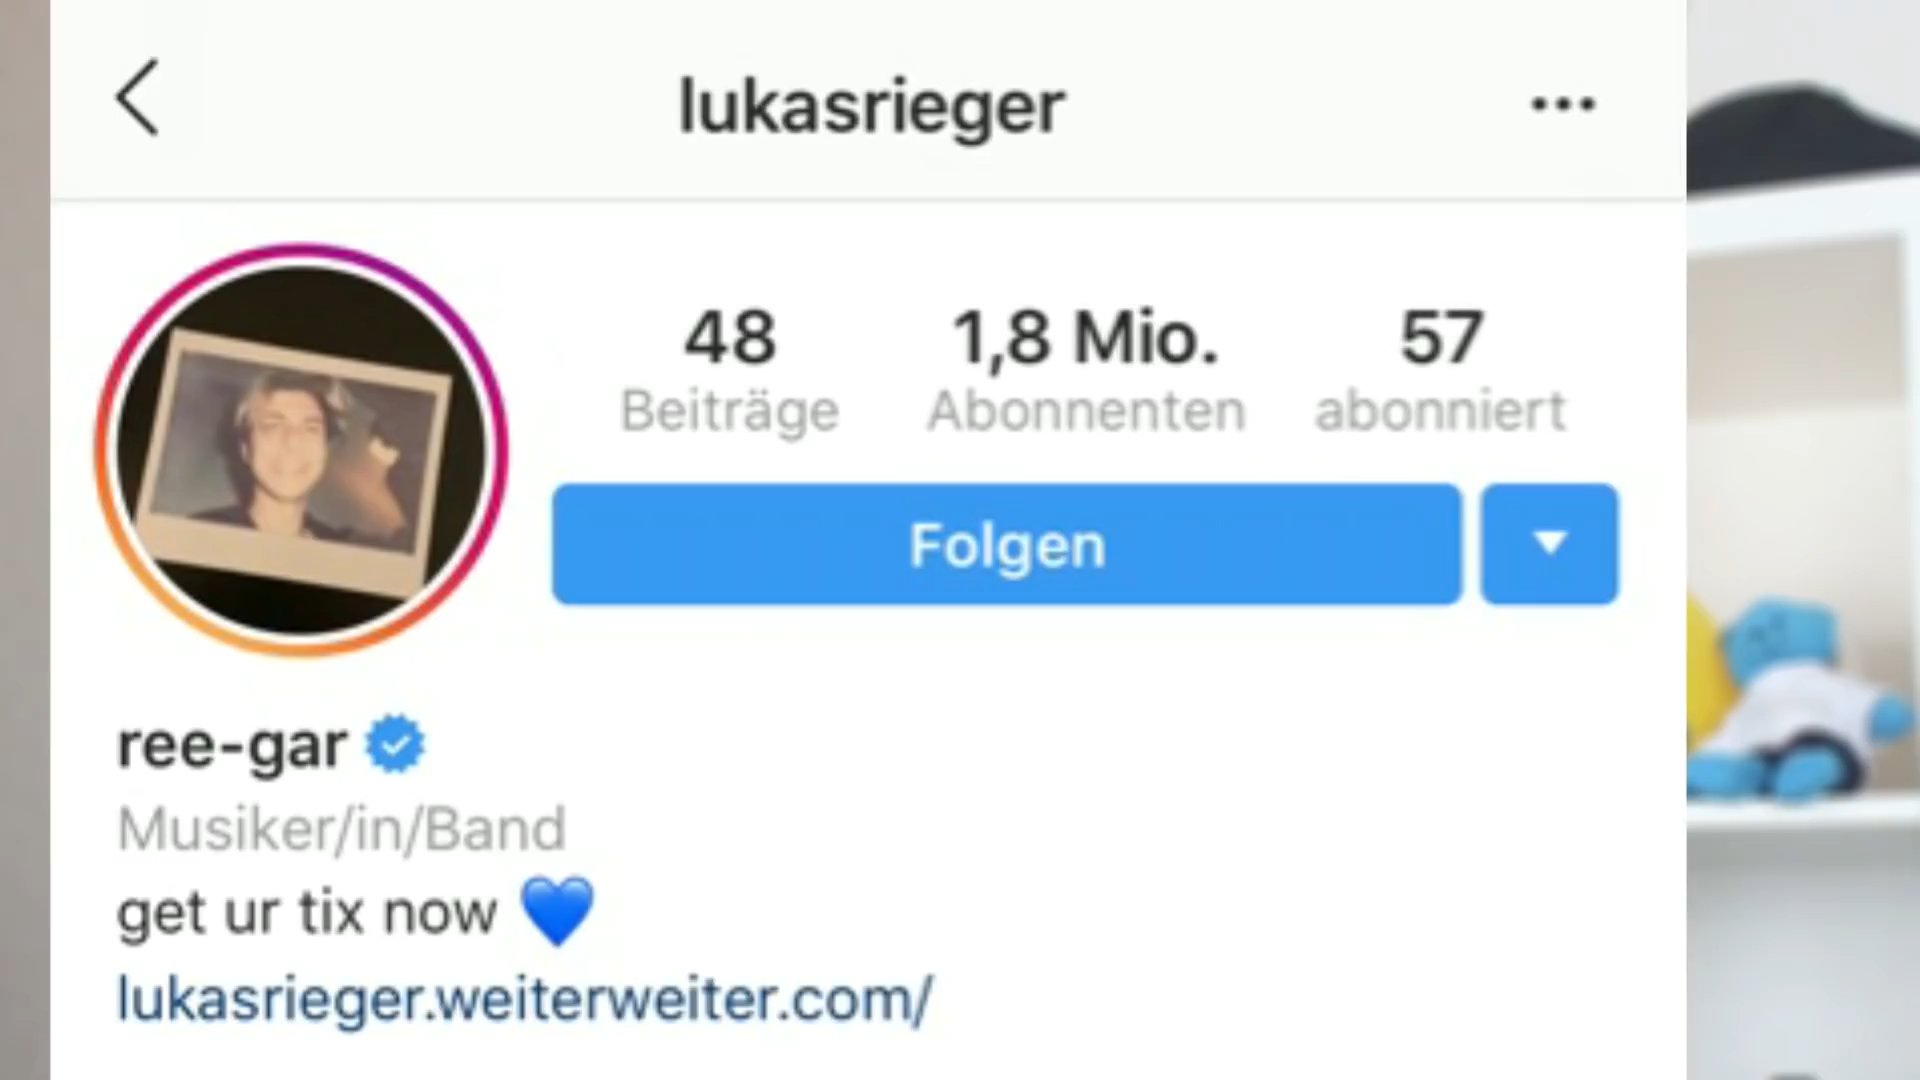 lukasrieger
48 1,8 Mio. 57
Beiträge Abonnenten abonniert
Folgen
ree-gar
Musiker/in/Band
get ur tix now 💙
lukasrieger.weiterweiter.com/